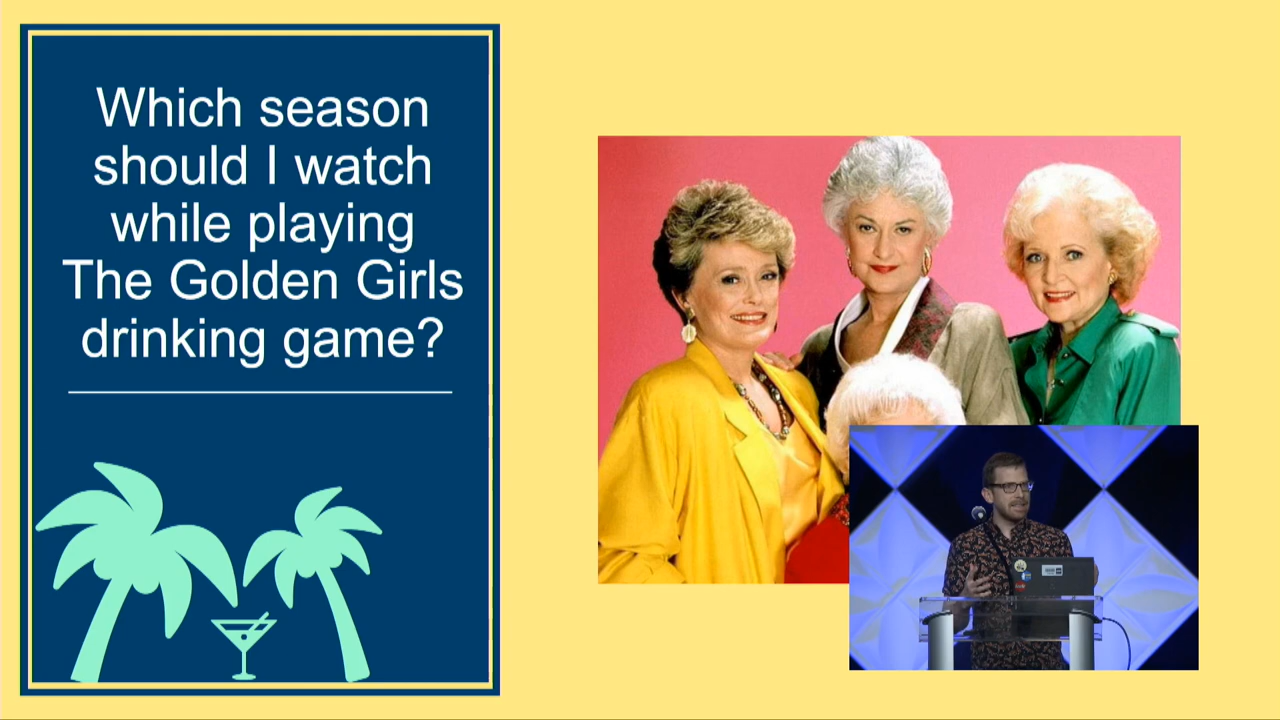 Which season
should I watch
while playing
The Golden Girls
drinking game?